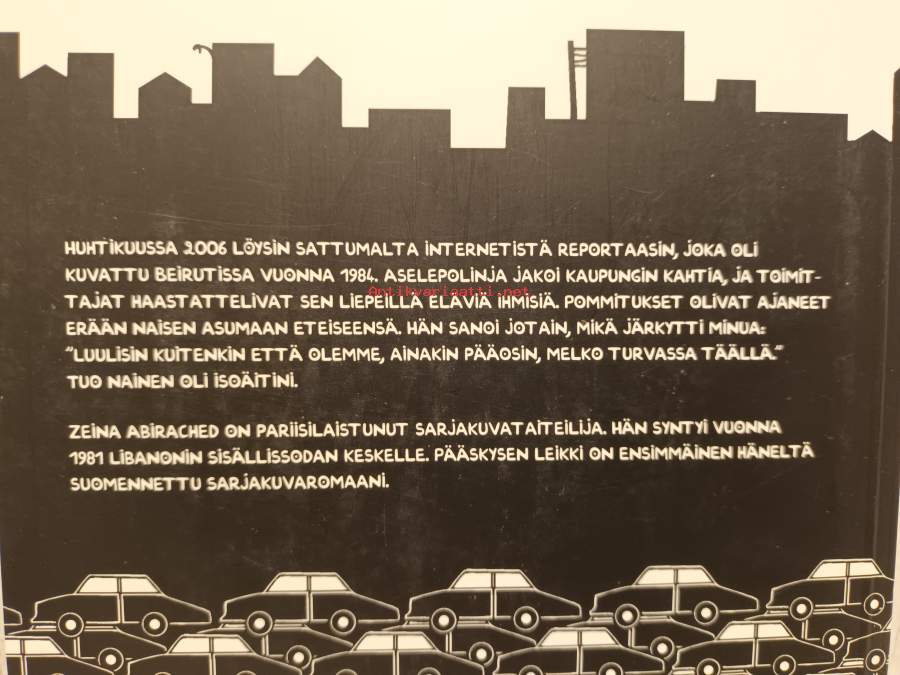 HUHTIKUUSSA 2006 LÖYSIN SATTUMALTA INTERNETISTÄ REPORTAASIN, JOKA OLI
KUVATTU BEIRUTISSA VUONNA 1984. ASELEPOLINJA JAKOI KAUPUNGIN KAHTIA, JA TOIMIT-
Antikvariaatti.net
TAJAT HAASTATTELIVAT SEN LIEPEILLÄ ELÄVIÄ IHMISIÄ. POMMITUKSET OLIVAT AJANEET
ERÄÄN NAISEN ASUMAAN ETEISEENSÄ. HÄN SANOI JOTAIN, MIKÄ JÄRKYTTI MINUA:
"LUULISIN KUITENKIN ETTÄ OLEMME, AINAKIN PÄÄOSIN, MELKO TURVASSA TÄÄLLÄ."
TUO NAINEN OLI ISOÄITINI.
ZEINA ABIRACHED ON PARIISILAISTUNUT SARJAKUVATAITEILIJA. HÄN SYNTYI VUONNA
1981 LIBANONIN SISÄLLISSODAN KESKELLE. PÄÄSKYSEN LEIKKI ON ENSIMMÄINEN HÄNELTÄ
SUOMENNETTU SARJAKUVAROMAANI.